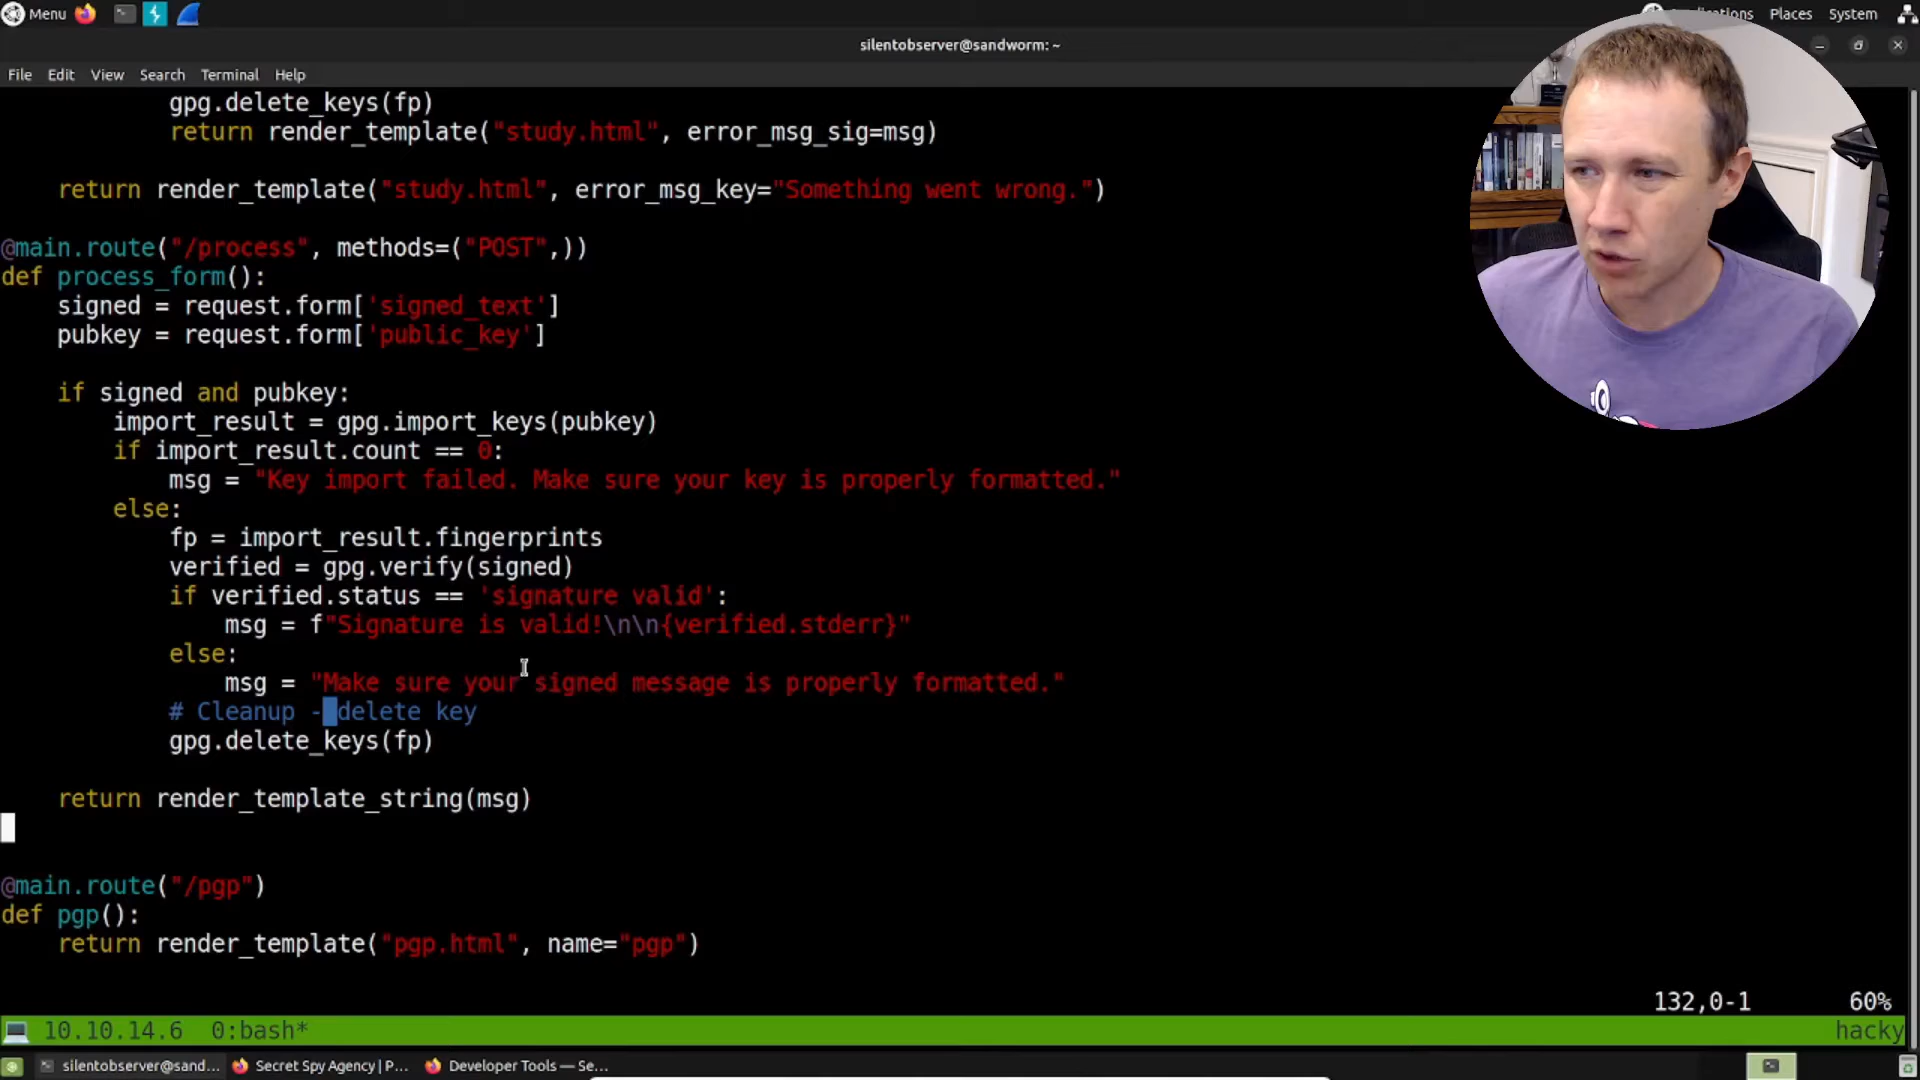 Menu
Applications Places System
silentobserver@sandworm: ~
File Edit View Search Terminal Help
gpg.delete_keys(fp)
return render_template("study.html", error_msg_sig=msg)
return render_template("study.html", error_msg_key="Something went wrong.")
@main.route("/process", methods=("POST",))
def process_form():
signed = request.form['signed_text']
pubkey = request.form['public_key']
if signed and pubkey:
import_result = gpg.import_keys(pubkey)
if import_result.count == 0:
msg = "Key import failed. Make sure your key is properly formatted."
else:
fp = import_result.fingerprints
verified = gpg.verify(signed)
if verified.status == 'signature valid':
msg = f"Signature is valid!\n\n{verified.stderr}"
else:
msg = "Make sure your signed message is properly formatted."
# Cleanup - delete key
gpg.delete_keys(fp)
return render_template_string(msg)
@main.route("/pgp")
def pgp():
return render_template("pgp.html", name="pgp")
132,0-1 60%
10.10.14.6 0:bash* hacky
silentobserver@sand... Secret Spy Agency | P... Developer Tools — Se...